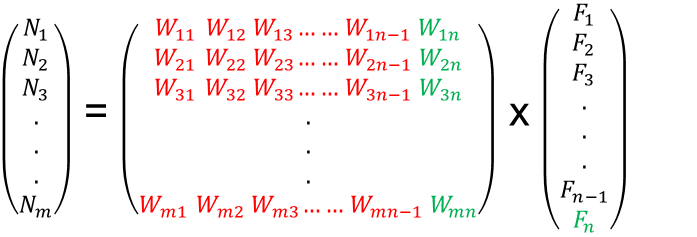 N₁ = W₁₁ W₁₂ W₁₃ … … W₁ₙ₋₁ W₁ₙ x F₁
N₂ W₂₁ W₂₂ W₂₃ … … W₂ₙ₋₁ W₂ₙ F₂
N₃ W₃₁ W₃₂ W₃₃ … … W₃ₙ₋₁ W₃ₙ F₃
. . .
. . .
. . .
Fₙ₋₁
Nₘ Wₘ₁ Wₘ₂ Wₘ₃ … … Wₘₙ₋₁ Wₘₙ Fₙ